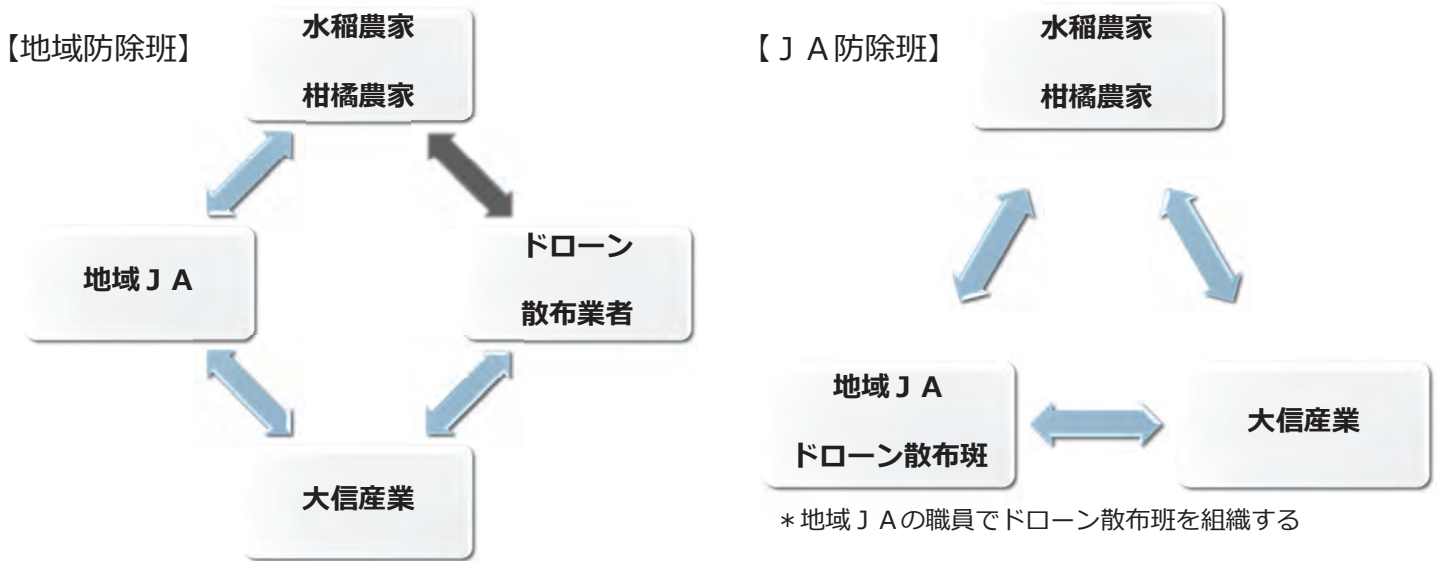 【地域防除班】
水稲農家
柑橘農家
地域ＪＡ
ドローン
散布業者
大信産業
【ＪＡ防除班】
水稲農家
柑橘農家
地域ＪＡ
ドローン散布斑
大信産業
＊地域ＪＡの職員でドローン散布班を組織する